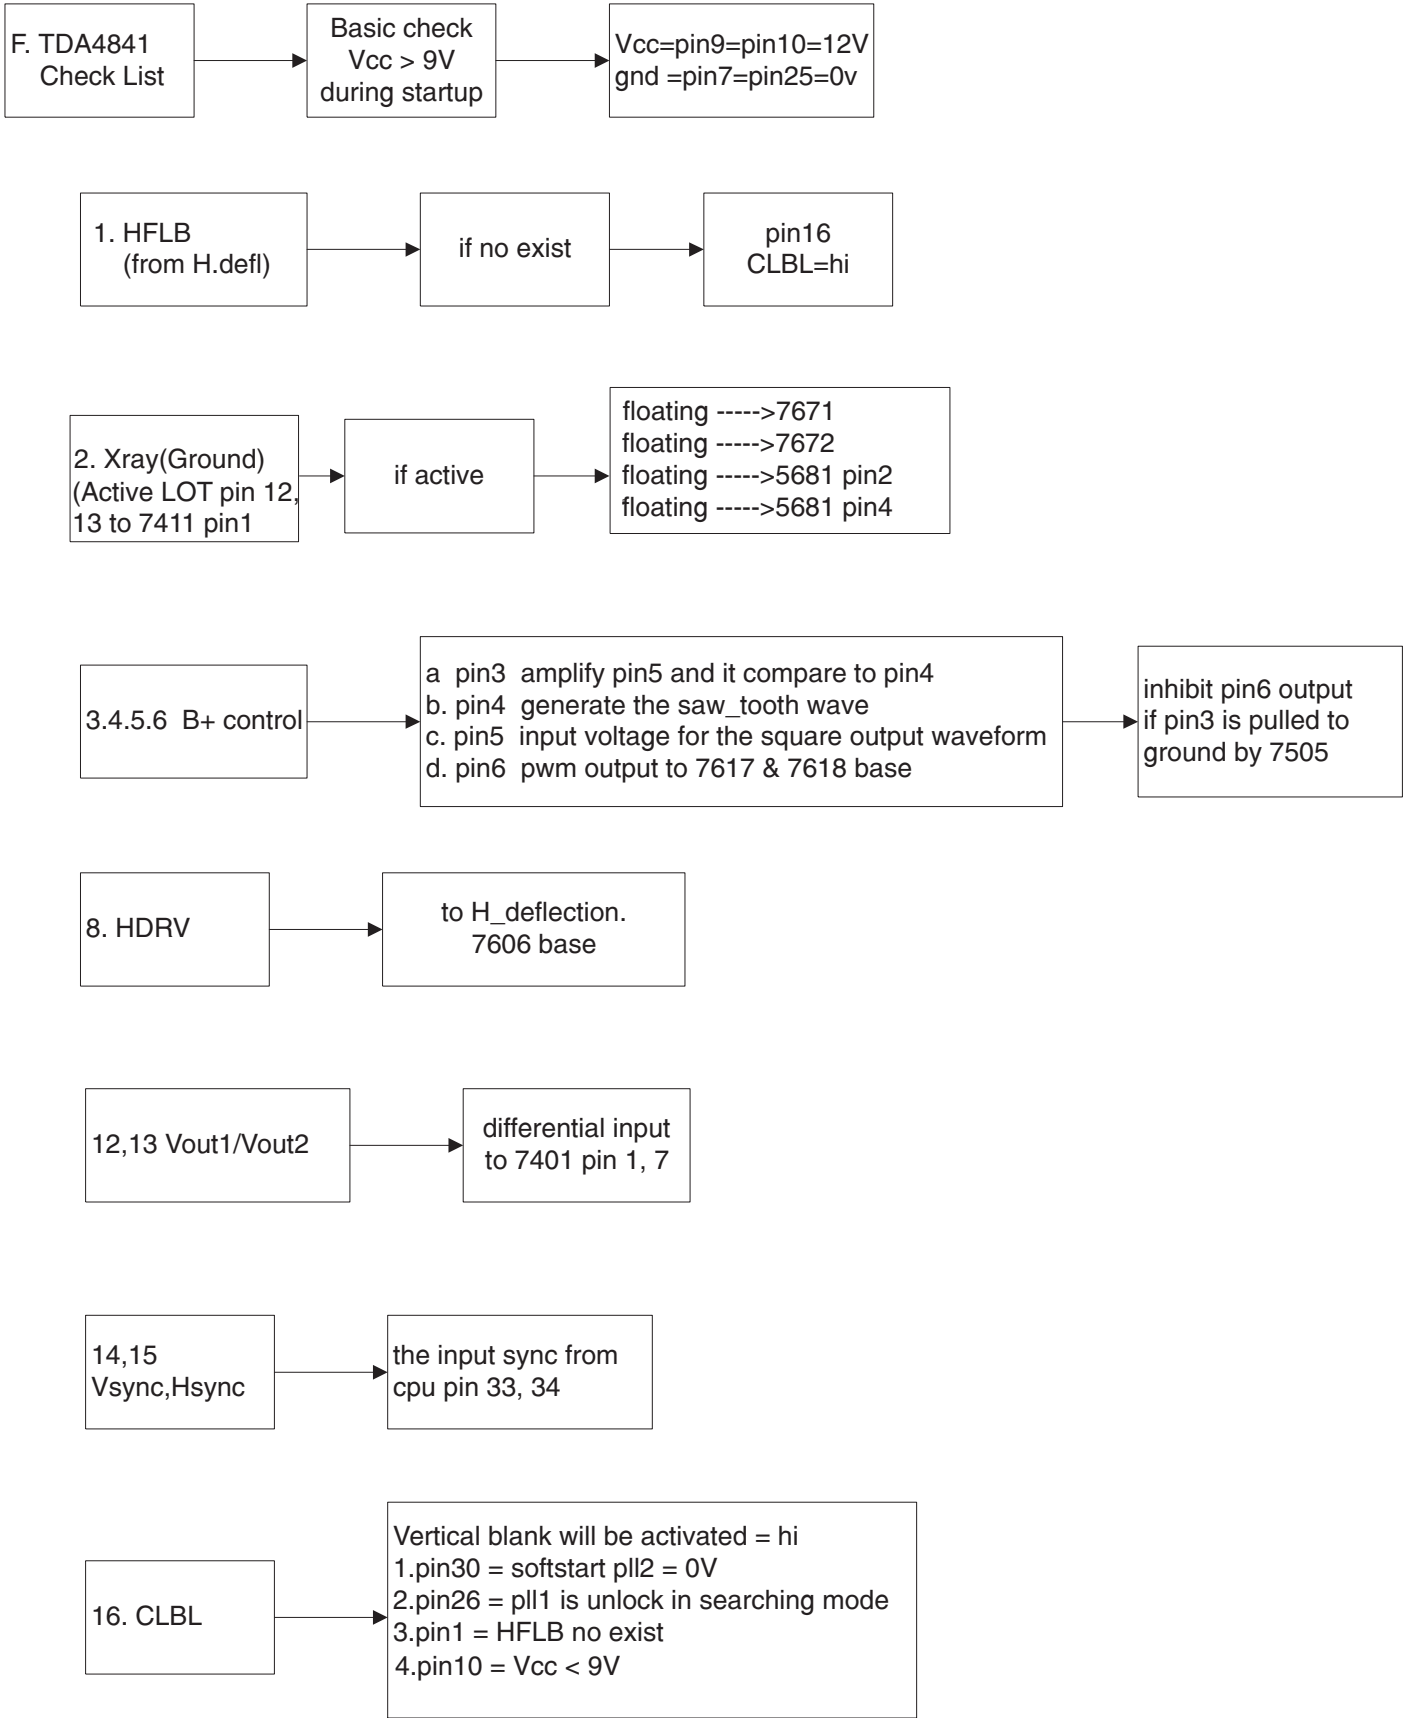 F. TDA4841
Check List
Basic check
Vcc > 9V
during startup
Vcc=pin9=pin10=12V
gnd =pin7=pin25=0v
1. HFLB
(from H.defl)
if no exist
pin16
CLBL=hi
2. Xray(Ground)
(Active LOT pin 12,
13 to 7411 pin1
if active
floating ----->7671
floating ----->7672
floating ----->5681 pin2
floating ----->5681 pin4
3.4.5.6 B+ control
a pin3 amplify pin5 and it compare to pin4
b. pin4 generate the saw_tooth wave
c. pin5 input voltage for the square output waveform
d. pin6 pwm output to 7617 & 7618 base
inhibit pin6 output
if pin3 is pulled to
ground by 7505
8. HDRV
to H_deflection.
7606 base
12,13 Vout1/Vout2
differential input
to 7401 pin 1, 7
14,15
Vsync,Hsync
the input sync from
cpu pin 33, 34
16. CLBL
Vertical blank will be activated = hi
1.pin30 = softstart pll2 = 0V
2.pin26 = pll1 is unlock in searching mode
3.pin1 = HFLB no exist
4.pin10 = Vcc < 9V